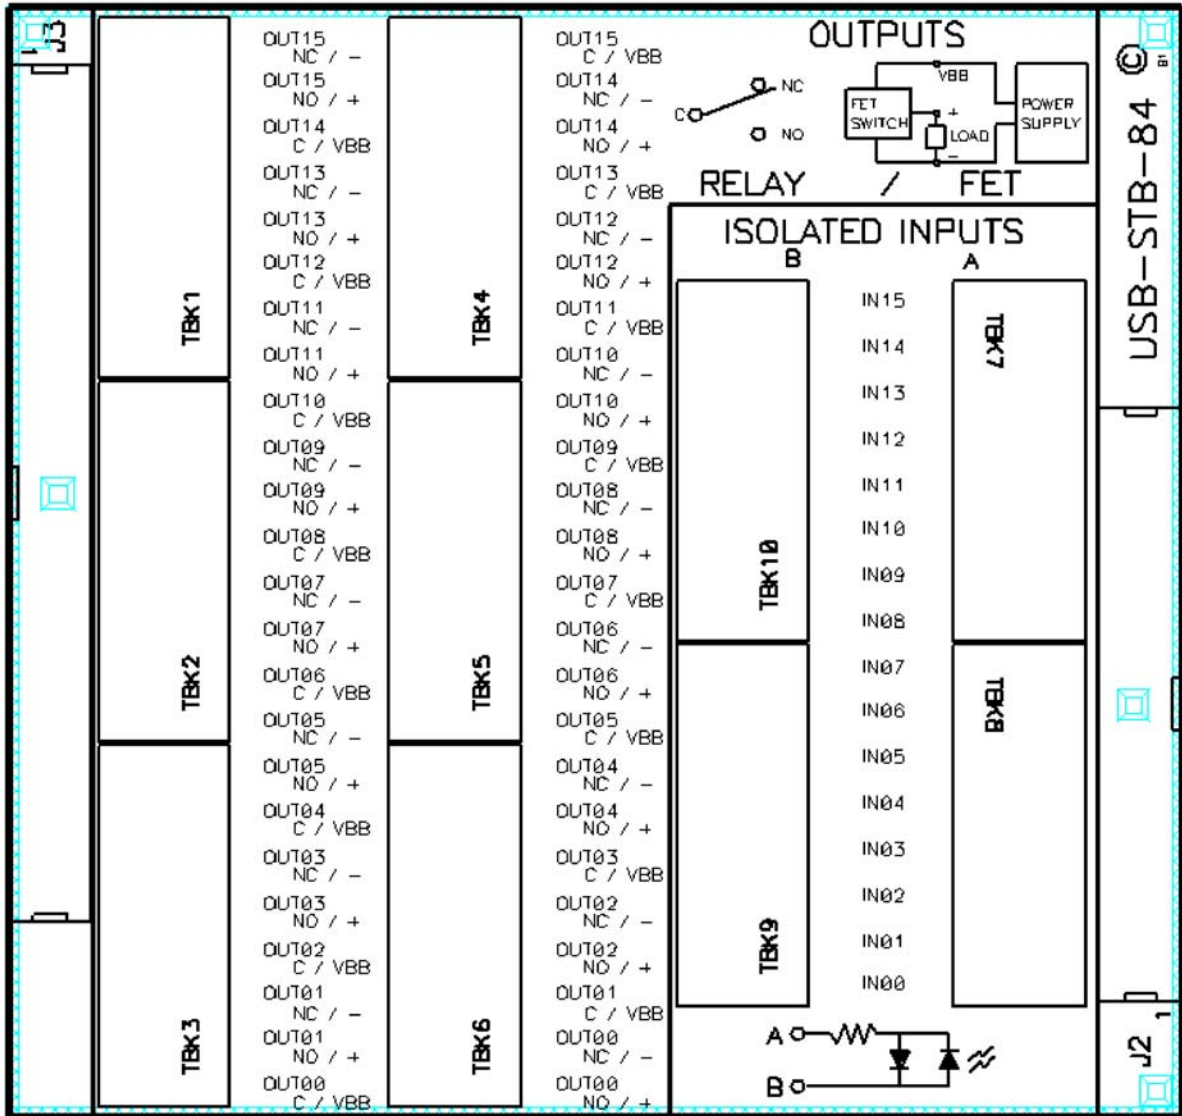 J3
1
TBK1
TBK2
TBK3
OUT15
NC / -
OUT15
NO / +
OUT14
C / VBB
OUT13
NC / -
OUT13
NO / +
OUT12
C / VBB
OUT11
NC / -
OUT11
NO / +
OUT10
C / VBB
OUT09
NC / -
OUT09
NO / +
OUT08
C / VBB
OUT07
NC / -
OUT07
NO / +
OUT06
C / VBB
OUT05
NC / -
OUT05
NO / +
OUT04
C / VBB
OUT03
NC / -
OUT03
NO / +
OUT02
C / VBB
OUT01
NC / -
OUT01
NO / +
OUT00
C / VBB
TBK4
TBK5
TBK6
OUT15
C / VBB
OUT14
NC / -
OUT14
NO / +
OUT13
C / VBB
OUT12
NC / -
OUT12
NO / +
OUT11
C / VBB
OUT10
NC / -
OUT10
NO / +
OUT09
C / VBB
OUT08
NC / -
OUT08
NO / +
OUT07
C / VBB
OUT06
NC / -
OUT06
NO / +
OUT05
C / VBB
OUT04
NC / -
OUT04
NO / +
OUT03
C / VBB
OUT02
NC / -
OUT02
NO / +
OUT01
C / VBB
OUT00
NC / -
OUT00
NO / +
OUTPUTS
C
NC
NO
VBB
FET
SWITCH
+
LOAD
-
POWER
SUPPLY
RELAY / FET
ISOLATED INPUTS
B
A
TBK10
TBK9
IN15
IN14
IN13
IN12
IN11
IN10
IN09
IN08
IN07
IN06
IN05
IN04
IN03
IN02
IN01
IN00
TBK7
TBK8
A
B
USB-STB-84 ©
J2
1